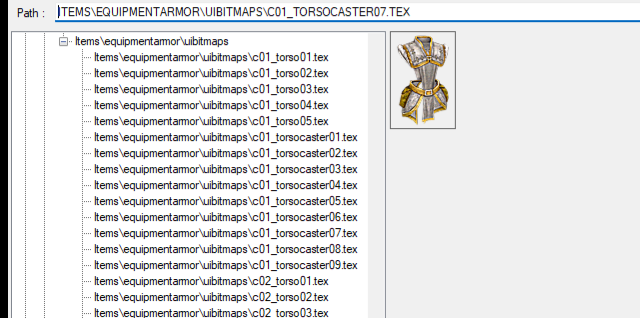 Path : ITEMS\EQUIPMENTARMOR\UIBITMAPS\C01_TORSOCASTER07.TEX
Items\equipmentarmor\uibitmaps
Items\equipmentarmor\uibitmaps\c01_torso01.tex
Items\equipmentarmor\uibitmaps\c01_torso02.tex
Items\equipmentarmor\uibitmaps\c01_torso03.tex
Items\equipmentarmor\uibitmaps\c01_torso04.tex
Items\equipmentarmor\uibitmaps\c01_torso05.tex
Items\equipmentarmor\uibitmaps\c01_torsocaster01.tex
Items\equipmentarmor\uibitmaps\c01_torsocaster02.tex
Items\equipmentarmor\uibitmaps\c01_torsocaster03.tex
Items\equipmentarmor\uibitmaps\c01_torsocaster04.tex
Items\equipmentarmor\uibitmaps\c01_torsocaster05.tex
Items\equipmentarmor\uibitmaps\c01_torsocaster06.tex
Items\equipmentarmor\uibitmaps\c01_torsocaster07.tex
Items\equipmentarmor\uibitmaps\c01_torsocaster08.tex
Items\equipmentarmor\uibitmaps\c01_torsocaster09.tex
Items\equipmentarmor\uibitmaps\c02_torso01.tex
Items\equipmentarmor\uibitmaps\c02_torso02.tex
Items\equipmentarmor\uibitmaps\c02_torso03.tex